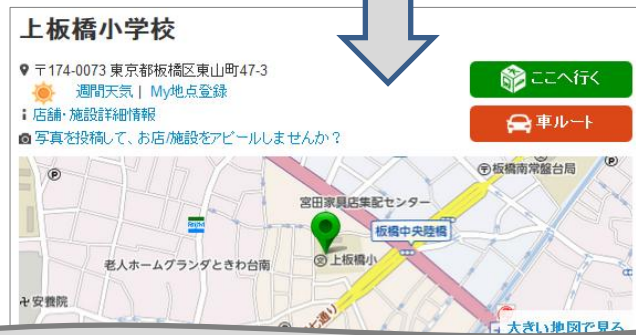 上板橋小学校
〒174-0073 東京都板橋区東山町47-3
週間天気 | My地点登録
店舗・施設詳細情報
写真を投稿して、お店/施設をアピールしませんか？
ここへ行く
車ルート
板橋南常盤台局
宮田家具店集配センター
板橋中央陸橋
上板橋小
老人ホームグランダときわ台南
安養院
七通り
大きい地図で見る